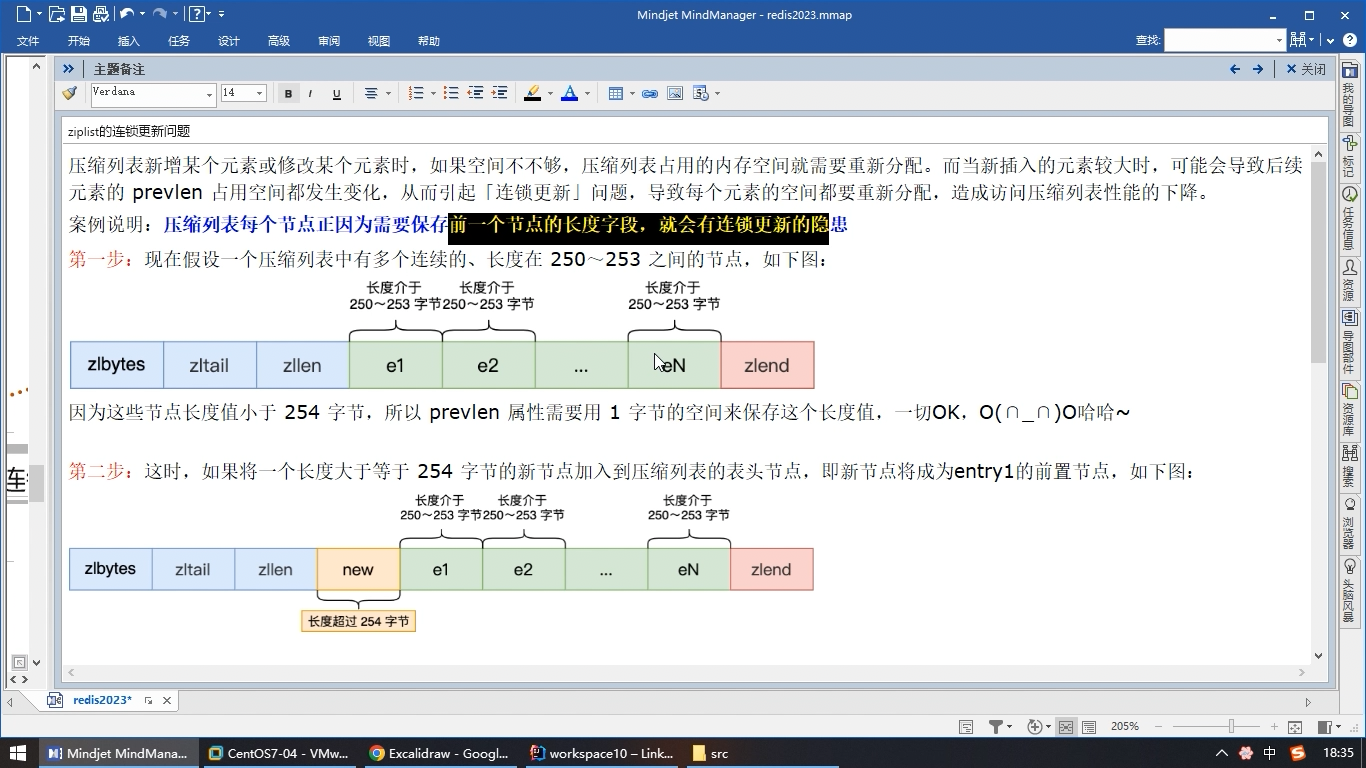 Mindjet MindManager - redis2023.mmap
文件 开始 插入 任务 设计 高级 审阅 视图 帮助 查找:
主题备注 关闭
Verdana 14 B I U
ziplist的连锁更新问题
压缩列表新增某个元素或修改某个元素时，如果空间不不够，压缩列表占用的内存空间就需要重新分配。而当新插入的元素较大时，可能会导致后续
元素的 prevlen 占用空间都发生变化，从而引起「连锁更新」问题，导致每个元素的空间都要重新分配，造成访问压缩列表性能的下降。
案例说明：压缩列表每个节点正因为需要保存前一个节点的长度字段，就会有连锁更新的隐患
第一步：现在假设一个压缩列表中有多个连续的、长度在 250～253 之间的节点，如下图：
长度介于 长度介于 长度介于
250～253 字节 250～253 字节 250～253 字节
zlbytes zltail zllen e1 e2 ... eN zlend
因为这些节点长度值小于 254 字节，所以 prevlen 属性需要用 1 字节的空间来保存这个长度值，一切OK，O(∩_∩)O哈哈~
第二步：这时，如果将一个长度大于等于 254 字节的新节点加入到压缩列表的表头节点，即新节点将成为entry1的前置节点，如下图：
长度介于 长度介于 长度介于
250～253 字节 250～253 字节 250～253 字节
zlbytes zltail zllen new e1 e2 ... eN zlend
长度超过 254 字节
我的导图
标记
任务信息
资源
导图部件
资源库
搜索
浏览器
头脑风暴
连
redis2023*
205%
Mindjet MindMana... CentOS7-04 - VMw... Excalidraw - Googl... workspace10 – Link... src 中 18:35